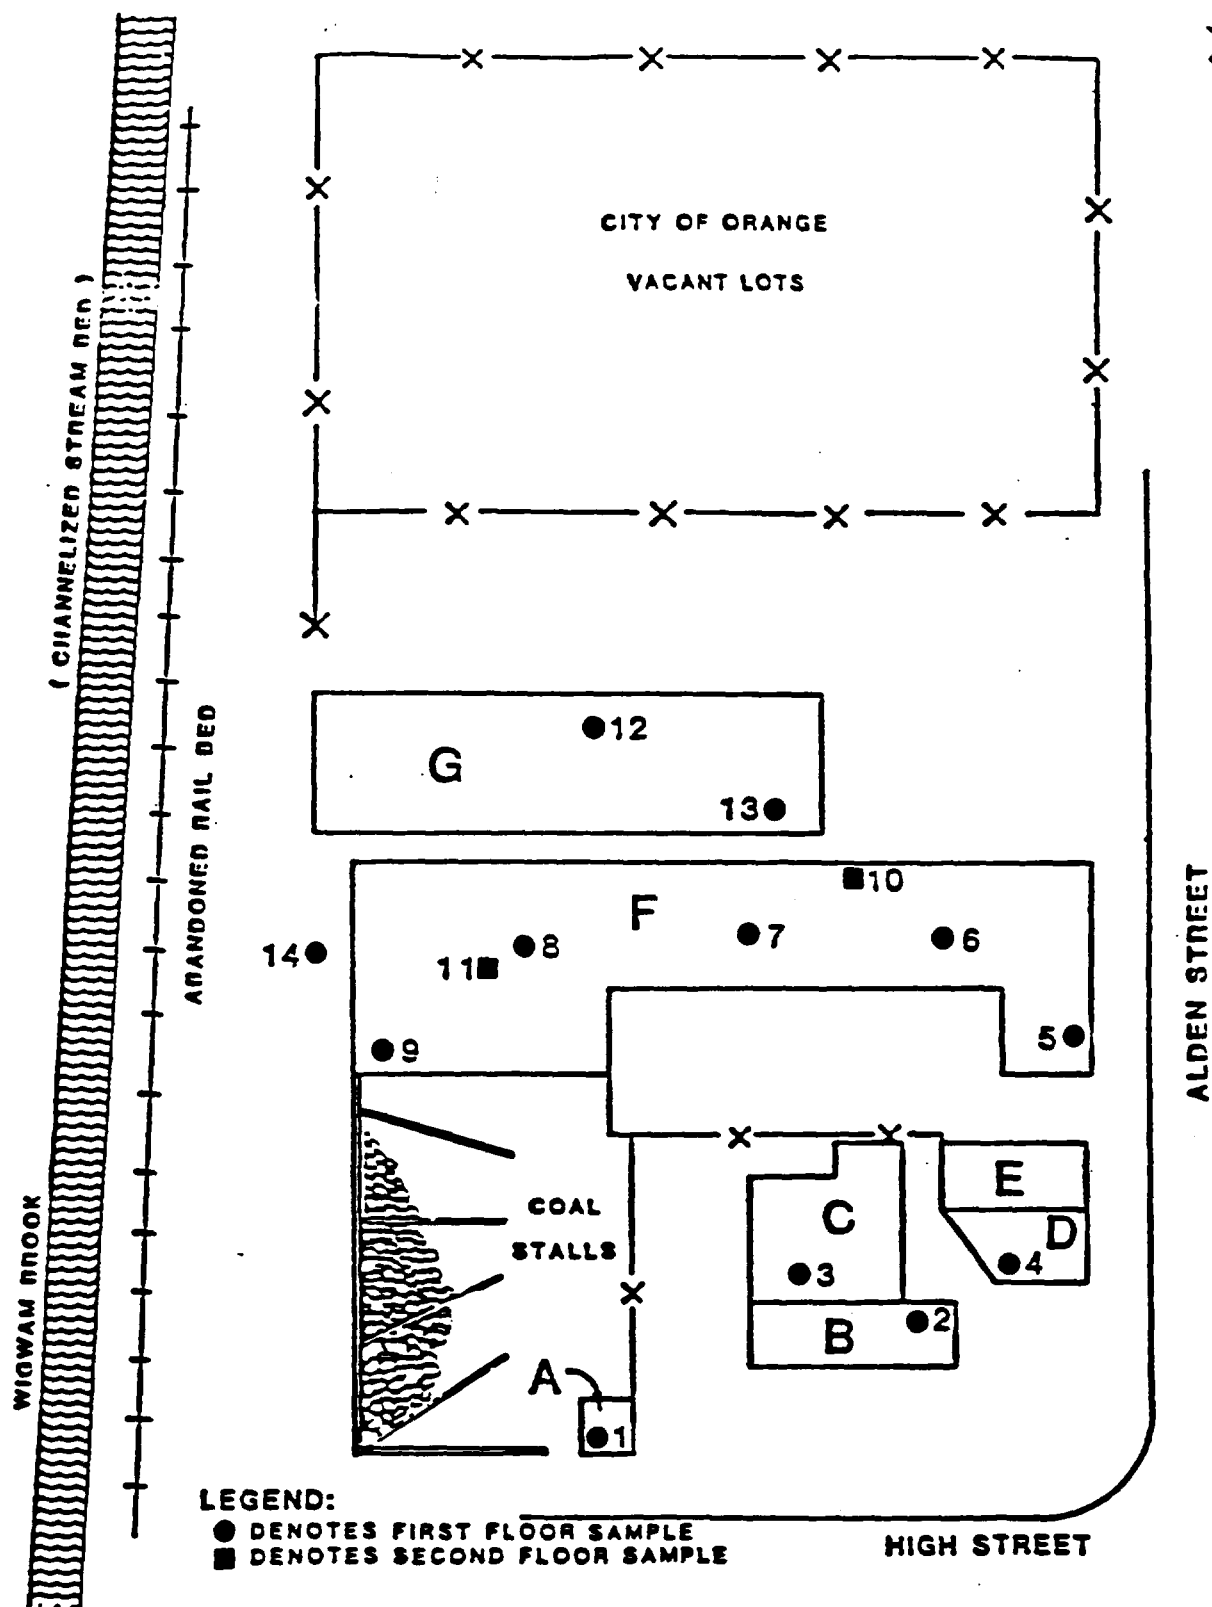 CITY OF ORANGE
VACANT LOTS
( CHANNELIZED STREAM BED )
ABANDONED RAIL BED
WIGWAM BROOK
12
G
13
10
F
7
6
8
14
11
9
5
ALDEN STREET
E
C
D
COAL
STALLS
4
3
2
B
A
1
LEGEND:
DENOTES FIRST FLOOR SAMPLE
DENOTES SECOND FLOOR SAMPLE
HIGH STREET